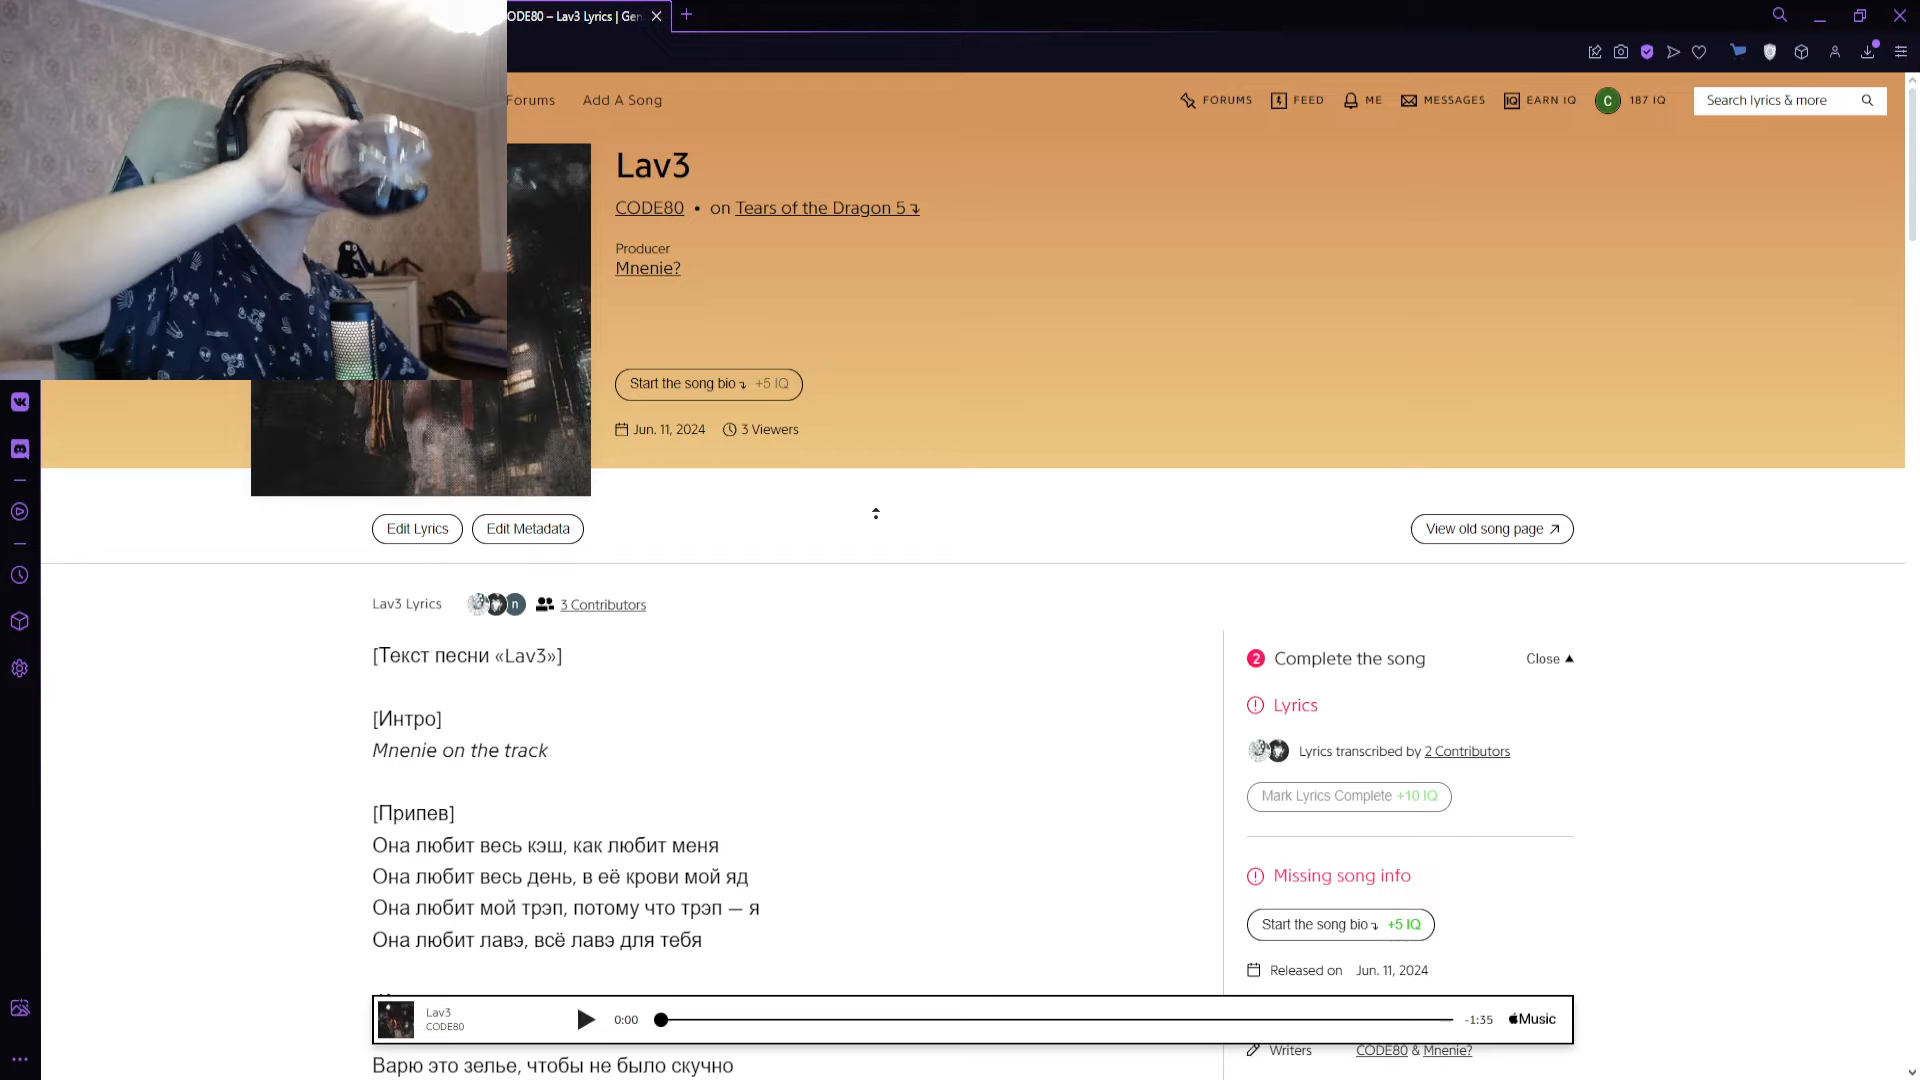 ODE80 – Lav3 Lyrics | Gen
Forums
Add A Song
FORUMS
FEED
ME
MESSAGES
EARN IQ
C
187 IQ
Search lyrics & more
Lav3
CODE80 • on Tears of the Dragon 5
Producer
Mnenie?
Start the song bio +5 IQ
Jun. 11, 2024
3 Viewers
Edit Lyrics
Edit Metadata
View old song page
Lav3 Lyrics
n
3 Contributors
[Текст песни «Lav3»]
[Интро]
Mnenie on the track
[Припев]
Она любит весь кэш, как любит меня
Она любит весь день, в её крови мой яд
Она любит мой трэп, потому что трэп — я
Она любит лавэ, всё лавэ для тебя
Варю это зелье, чтобы не было скучно
2 Complete the song
Close
Lyrics
Lyrics transcribed by 2 Contributors
Mark Lyrics Complete +10 IQ
Missing song info
Start the song bio +5 IQ
Released on Jun. 11, 2024
Writers CODE80 & Mnenie?
Lav3
CODE80
0:00
-1:35
Music